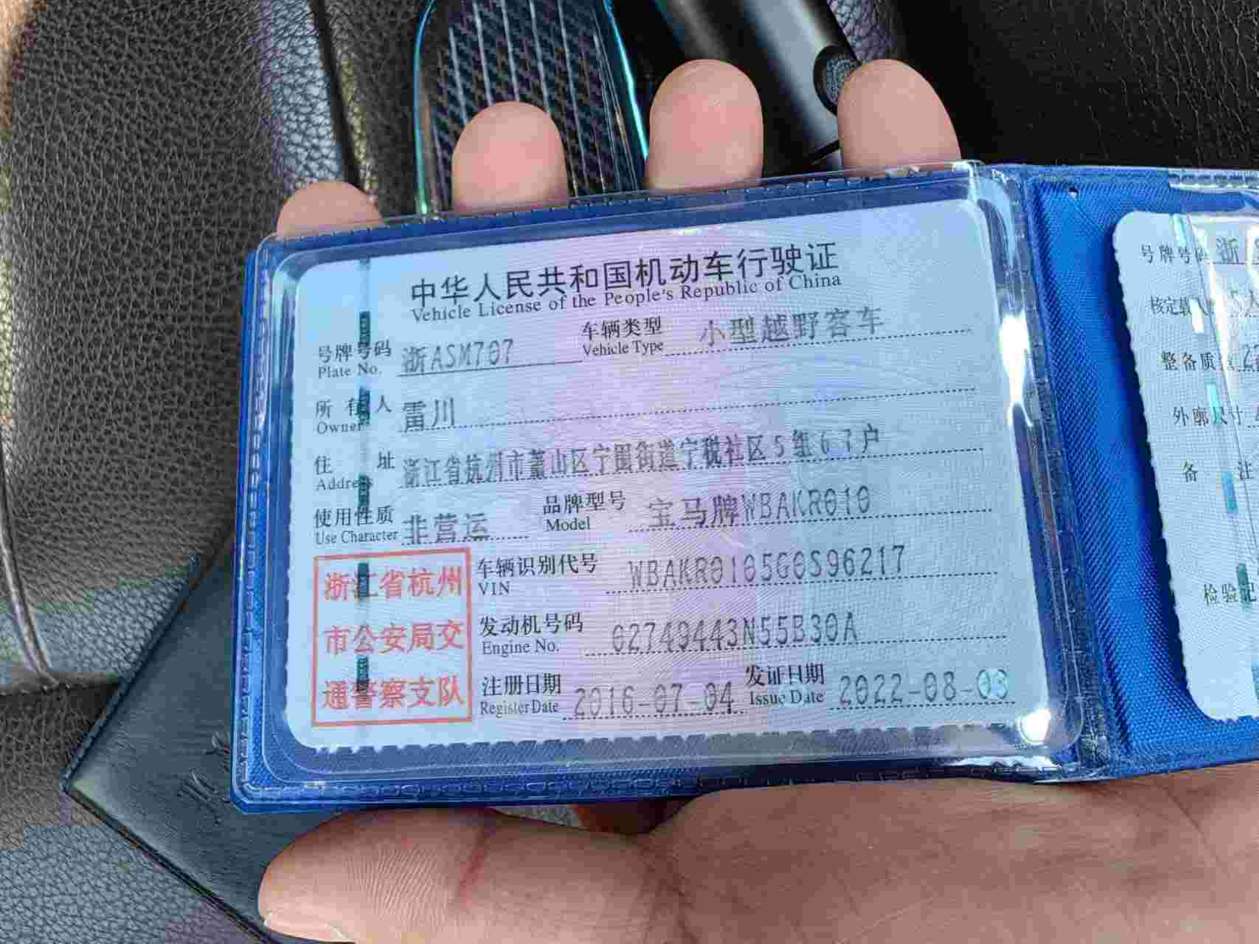 中华人民共和国机动车行驶证
Vehicle License of the People's Republic of China
号牌号码 浙ASM707 车辆类型 小型越野客车
Plate No. Vehicle Type
所有人 雷川
Owner
住址 浙江省杭州市萧山区宁围街道宁税社区5组67户
Address
使用性质 非营运 品牌型号 宝马牌WBAKR010
Use Character Model
浙江省杭州
市公安局交
通警察支队
车辆识别代号 WBAKR0105G0S96217
VIN
发动机号码 02749443N55B30A
Engine No.
注册日期 2016-07-04 发证日期 2022-08-03
Register Date Issue Date
号牌号码 浙
核定载
整备质
外廓尺寸
备注
检验记